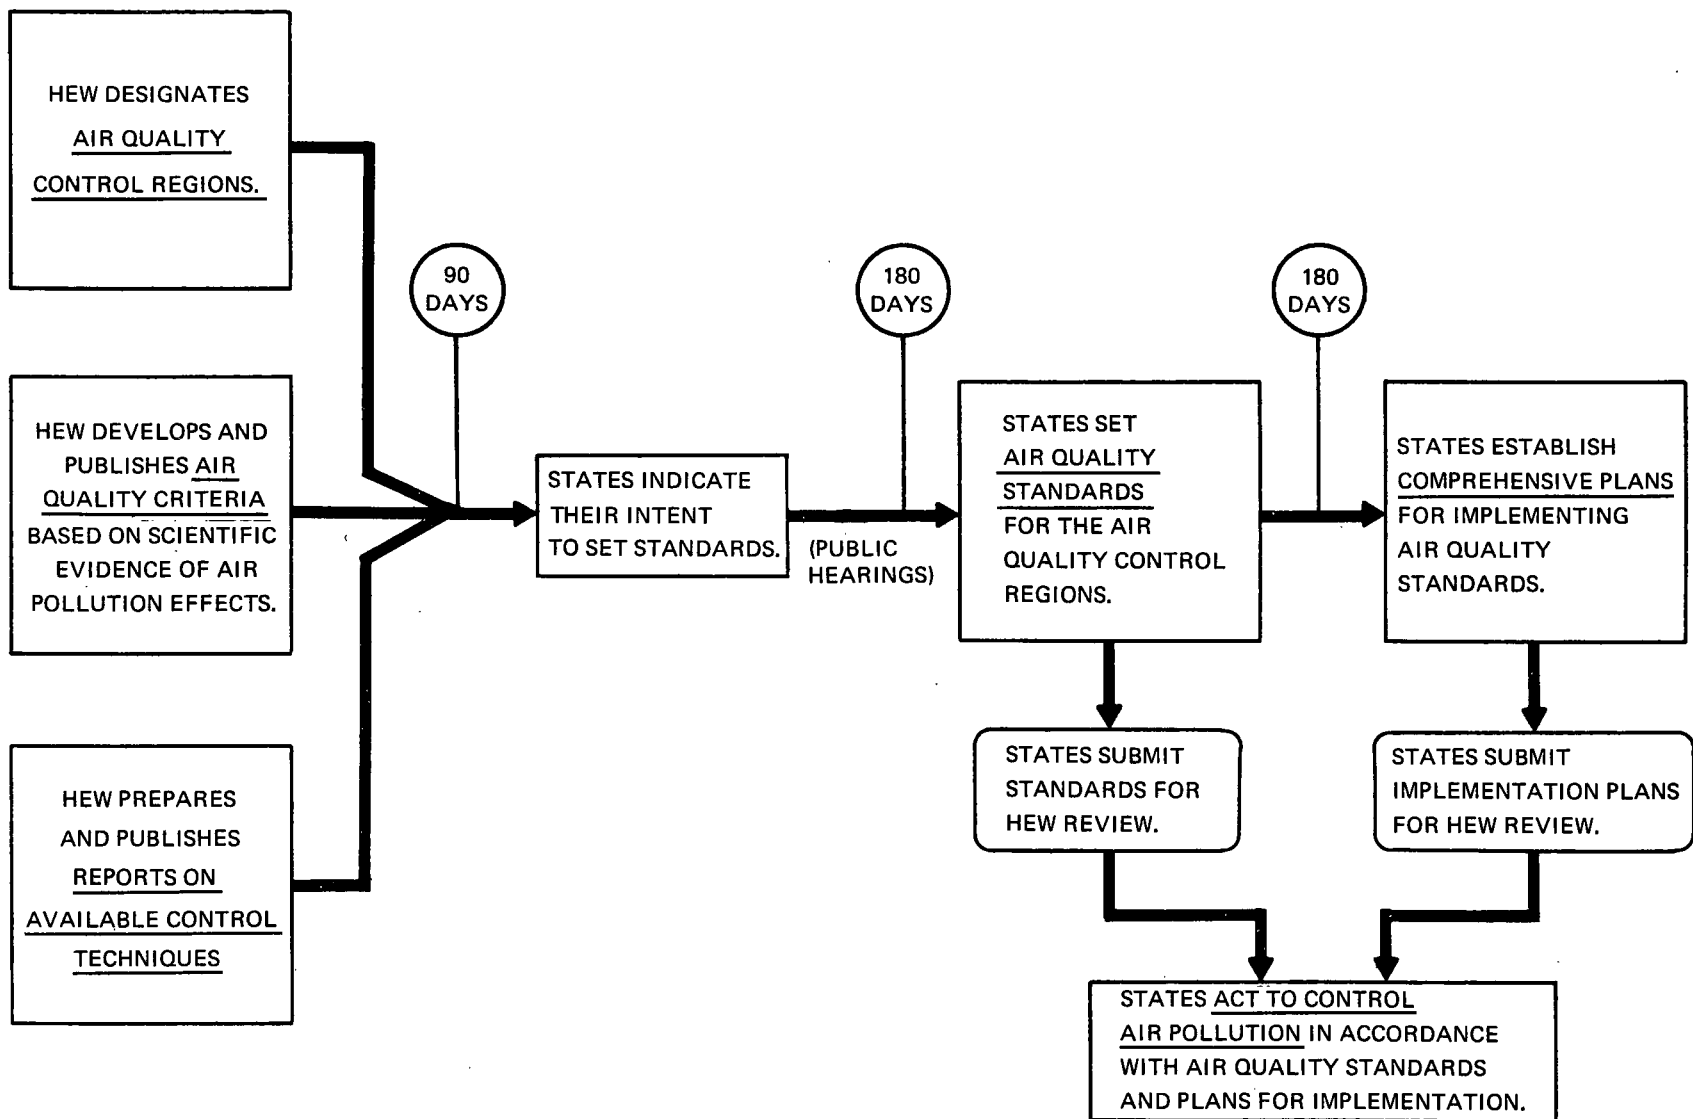 HEW DESIGNATES
AIR QUALITY
CONTROL REGIONS.
HEW DEVELOPS AND
PUBLISHES AIR
QUALITY CRITERIA
BASED ON SCIENTIFIC
EVIDENCE OF AIR
POLLUTION EFFECTS.
HEW PREPARES
AND PUBLISHES
REPORTS ON
AVAILABLE CONTROL
TECHNIQUES
90
DAYS
STATES INDICATE
THEIR INTENT
TO SET STANDARDS.
180
DAYS
(PUBLIC
HEARINGS)
STATES SET
AIR QUALITY
STANDARDS
FOR THE AIR
QUALITY CONTROL
REGIONS.
180
DAYS
STATES ESTABLISH
COMPREHENSIVE PLANS
FOR IMPLEMENTING
AIR QUALITY
STANDARDS.
STATES SUBMIT
STANDARDS FOR
HEW REVIEW.
STATES SUBMIT
IMPLEMENTATION PLANS
FOR HEW REVIEW.
STATES ACT TO CONTROL
AIR POLLUTION IN ACCORDANCE
WITH AIR QUALITY STANDARDS
AND PLANS FOR IMPLEMENTATION.